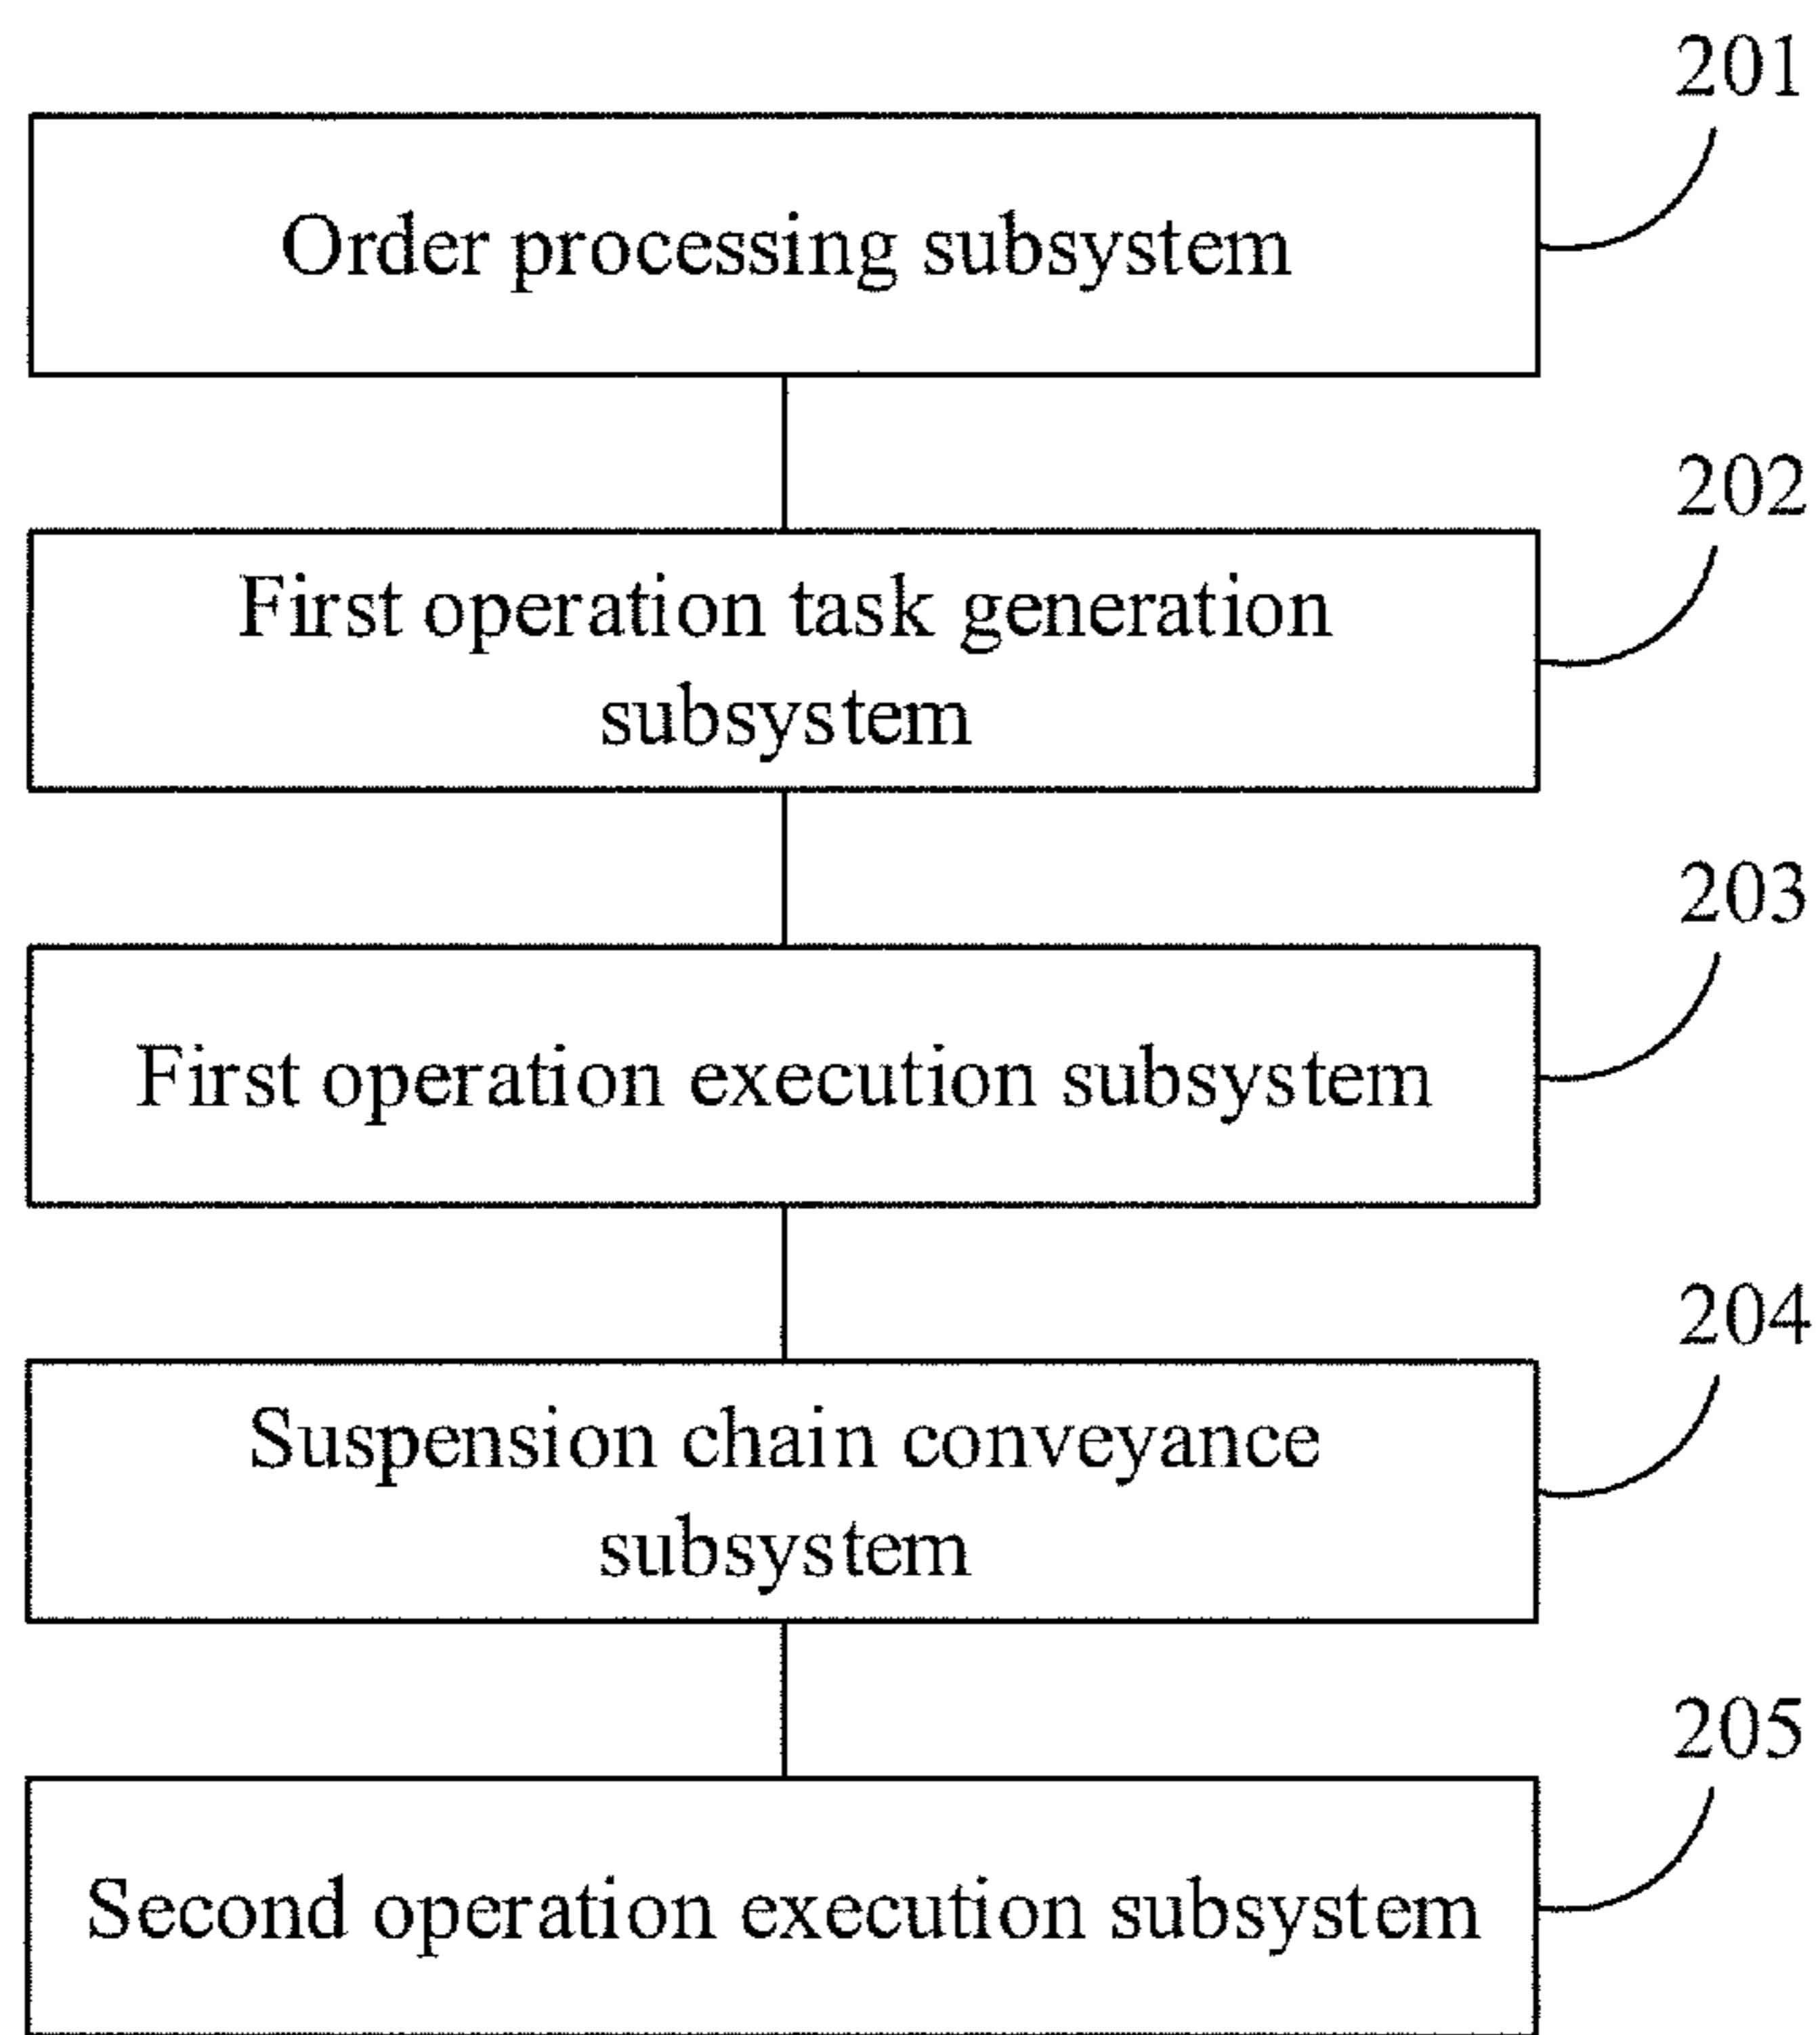 201
Order processing subsystem
202
First operation task generation
subsystem
203
First operation execution subsystem
204
Suspension chain conveyance
subsystem
205
Second operation execution subsystem